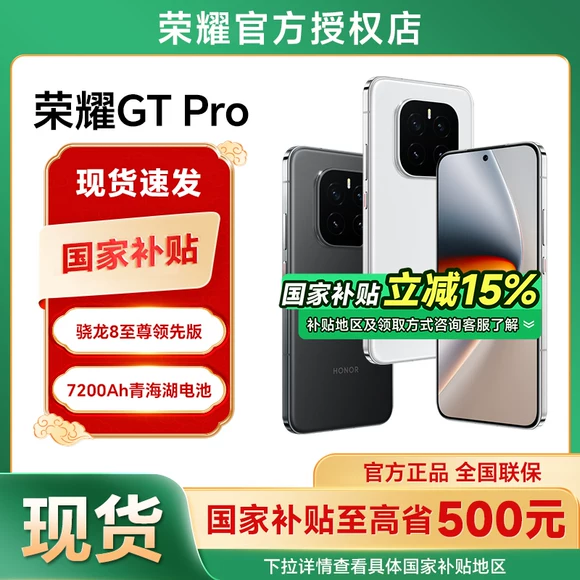 荣耀官方授权店
荣耀GT Pro
现货速发
国家补贴
骁龙8至尊领先版
7200Ah青海湖电池
HONOR
国家补贴 立减15%
补贴地区及领取方式咨询客服了解
官方正品 全国联保
现货
国家补贴至高省500元
下拉详情查看具体国家补贴地区